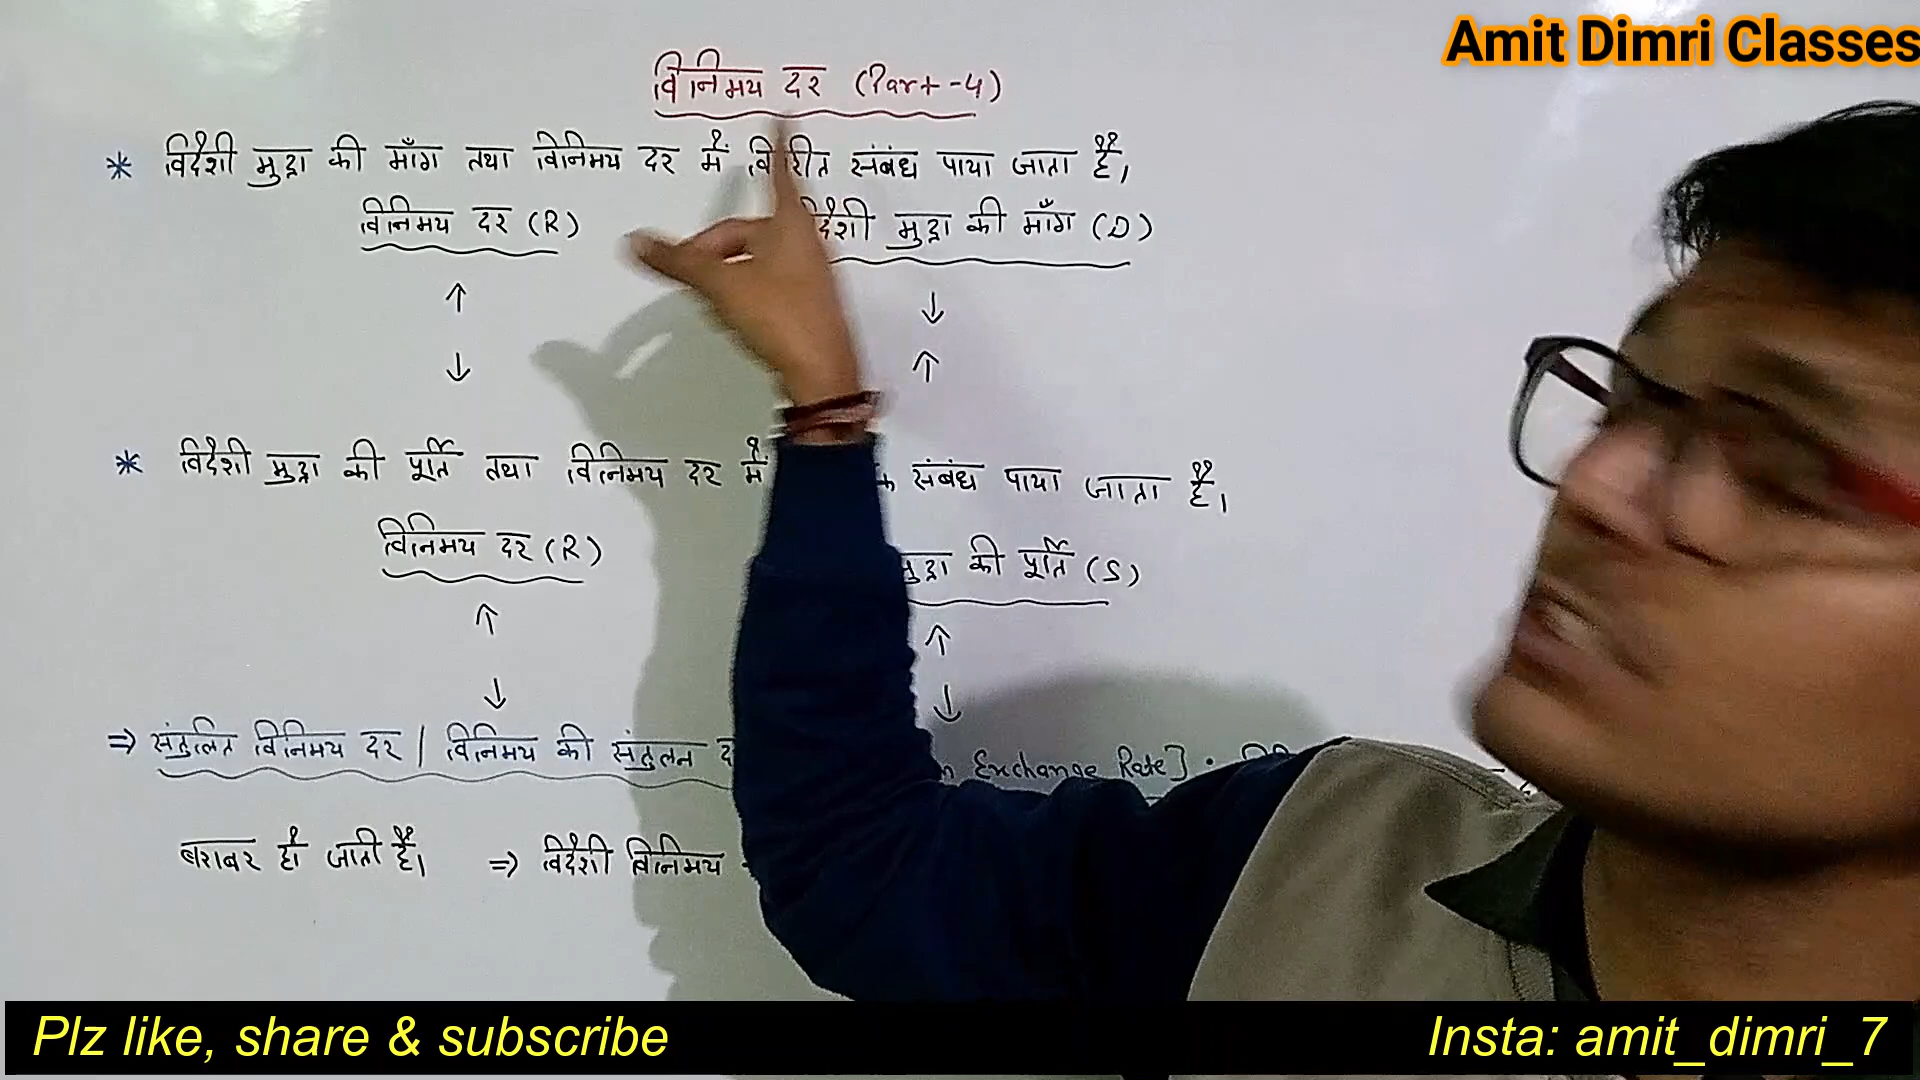 Amit Dimri Classes
विनिमय दर (Part-4)
* विदेशी मुद्रा की माँग तथा विनिमय दर में संबंध पाया जाता है।
विनिमय दर (R) देशी मुद्रा की माँग (D)
↑ ↓
↓ ↑
* विदेशी मुद्रा की पूर्ति तथा विनिमय दर में संबंध पाया जाता है।
विनिमय दर (R) मुद्रा की पूर्ति (S)
↑ ↑
↓ ↓
⇒ संतुलित विनिमय दर | विनिमय की संतुलन Exchange Rate] .
बराबर हो जाती है। ⇒ विदेशी विनिमय
Plz like, share & subscribe
Insta: amit_dimri_7